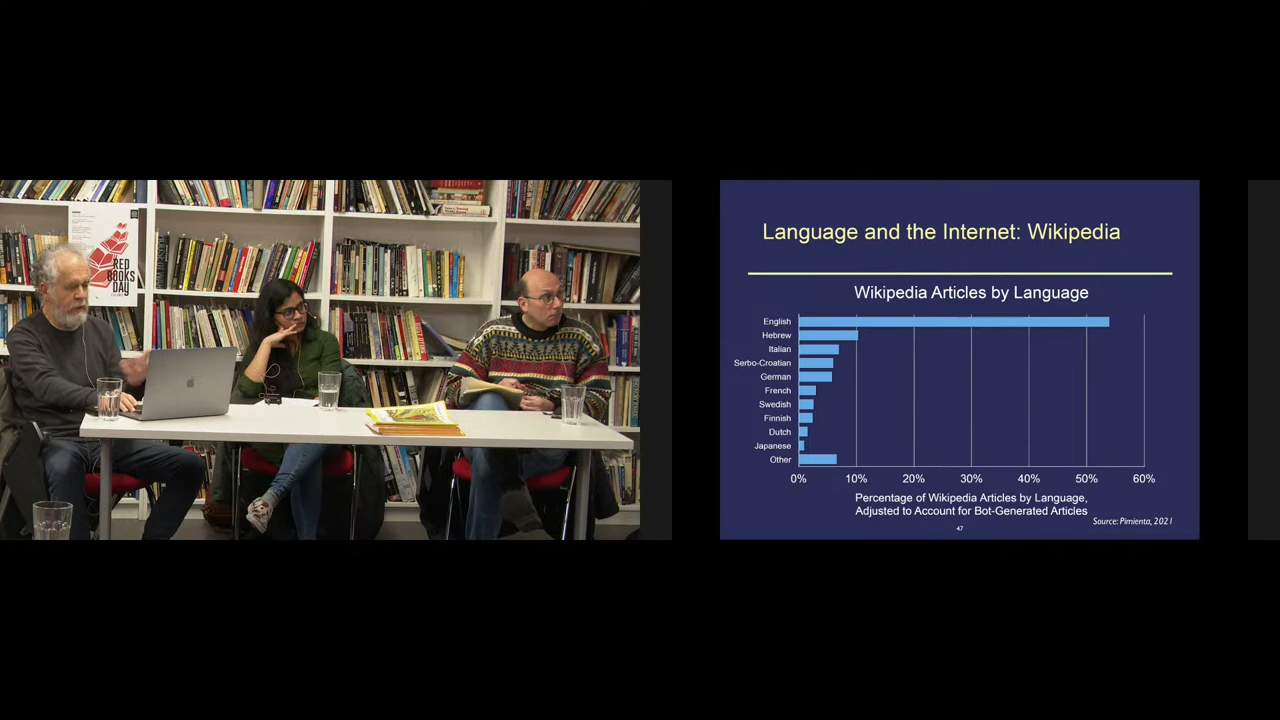 RED
BOOKS
DAY
Language and the Internet: Wikipedia
Wikipedia Articles by Language
English
Hebrew
Italian
Serbo-Croatian
German
French
Swedish
Finnish
Dutch
Japanese
Other
0% 10% 20% 30% 40% 50% 60%
Percentage of Wikipedia Articles by Language,
Adjusted to Account for Bot-Generated Articles
Source: Pimienta, 2021
47